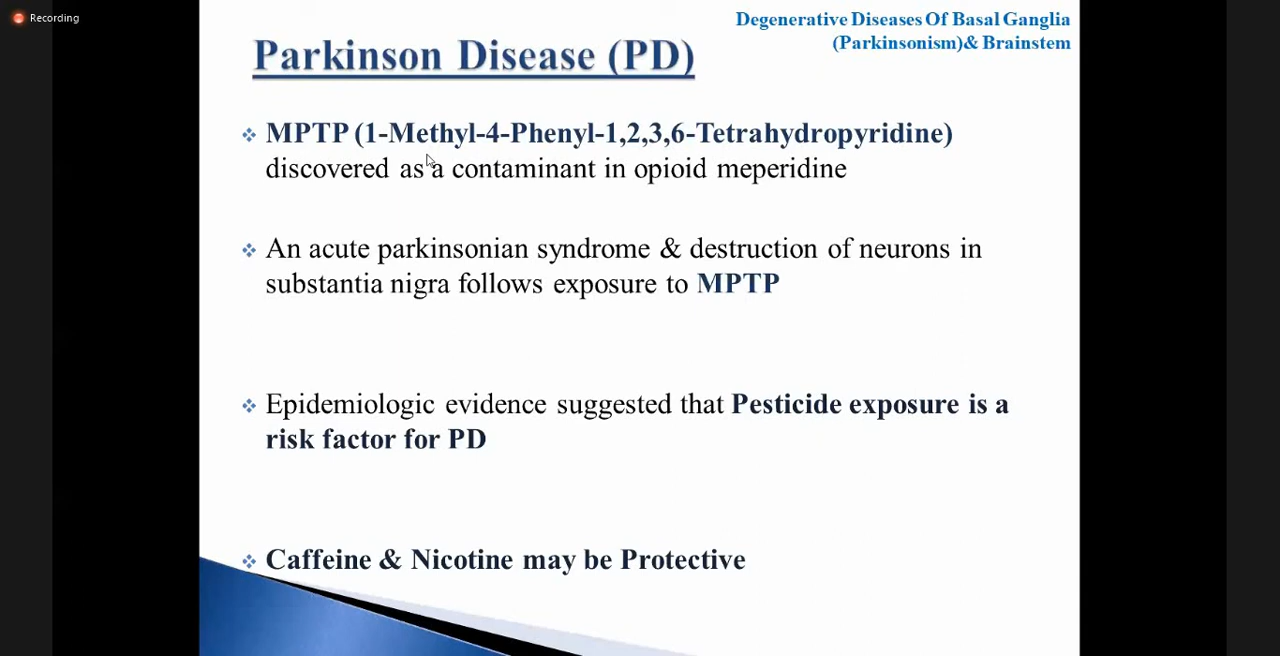 Recording
Degenerative Diseases Of Basal Ganglia
(Parkinsonism)& Brainstem
Parkinson Disease (PD)
MPTP (1-Methyl-4-Phenyl-1,2,3,6-Tetrahydropyridine)
discovered as a contaminant in opioid meperidine
An acute parkinsonian syndrome & destruction of neurons in
substantia nigra follows exposure to MPTP
Epidemiologic evidence suggested that Pesticide exposure is a
risk factor for PD
Caffeine & Nicotine may be Protective